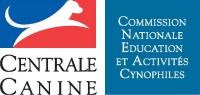 CENTRALE
CANINE
COMMISSION
NATIONALE
EDUCATION
ET ACTIVITÉS
CYNOPHILES